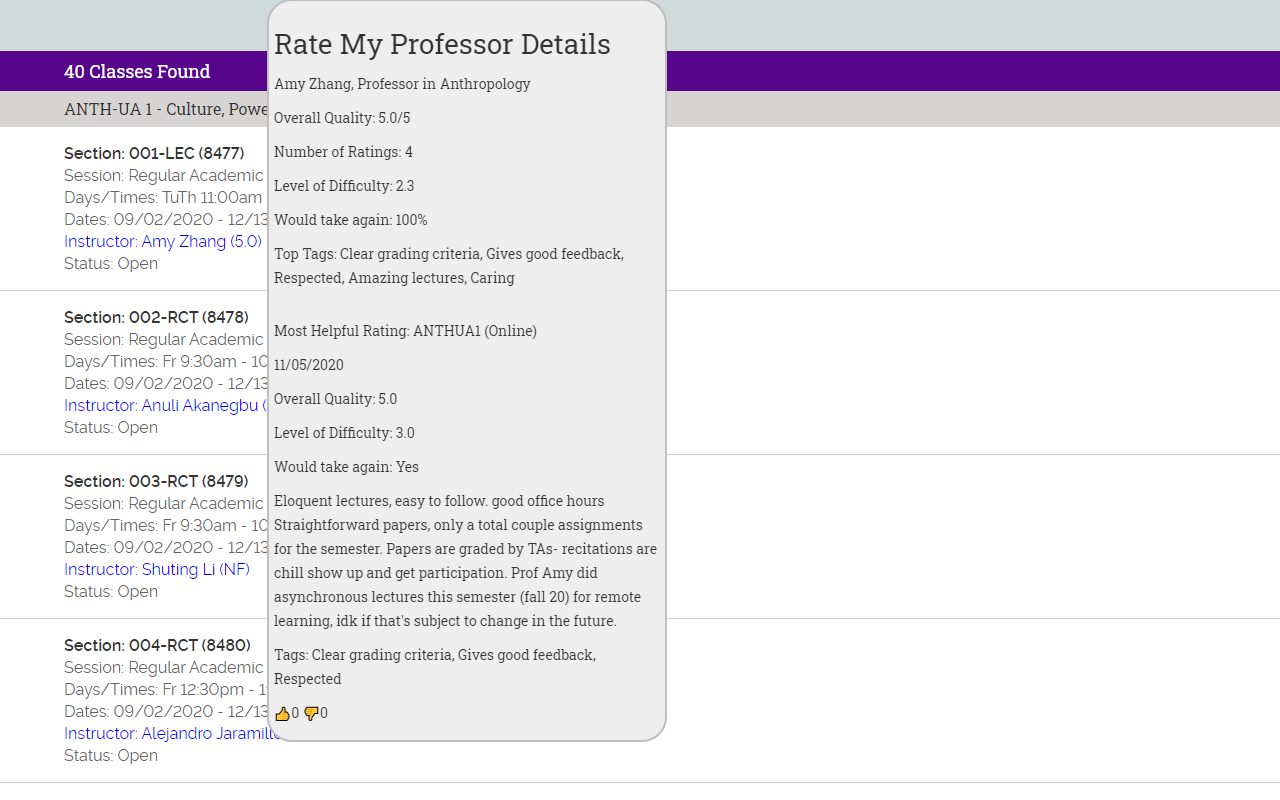 40 Classes Found
ANTH-UA 1 - Culture, Powe
Section: 001-LEC (8477)
Session: Regular Academic
Days/Times: TuTh 11:00am
Dates: 09/02/2020 - 12/13
Instructor: Amy Zhang (5.0)
Status: Open
Section: 002-RCT (8478)
Session: Regular Academic
Days/Times: Fr 9:30am - 10
Dates: 09/02/2020 - 12/13
Instructor: Anuli Akanegbu (
Status: Open
Section: 003-RCT (8479)
Session: Regular Academic
Days/Times: Fr 9:30am - 10
Dates: 09/02/2020 - 12/13
Instructor: Shuting Li (NF)
Status: Open
Section: 004-RCT (8480)
Session: Regular Academic
Days/Times: Fr 12:30pm - 1
Dates: 09/02/2020 - 12/13
Instructor: Alejandro Jaramillo
Status: Open
Rate My Professor Details
Amy Zhang, Professor in Anthropology
Overall Quality: 5.0/5
Number of Ratings: 4
Level of Difficulty: 2.3
Would take again: 100%
Top Tags: Clear grading criteria, Gives good feedback,
Respected, Amazing lectures, Caring
Most Helpful Rating: ANTHUA1 (Online)
11/05/2020
Overall Quality: 5.0
Level of Difficulty: 3.0
Would take again: Yes
Eloquent lectures, easy to follow. good office hours
Straightforward papers, only a total couple assignments
for the semester. Papers are graded by TAs- recitations are
chill show up and get participation. Prof Amy did
asynchronous lectures this semester (fall 20) for remote
learning, idk if that's subject to change in the future.
Tags: Clear grading criteria, Gives good feedback,
Respected
👍0 👎0